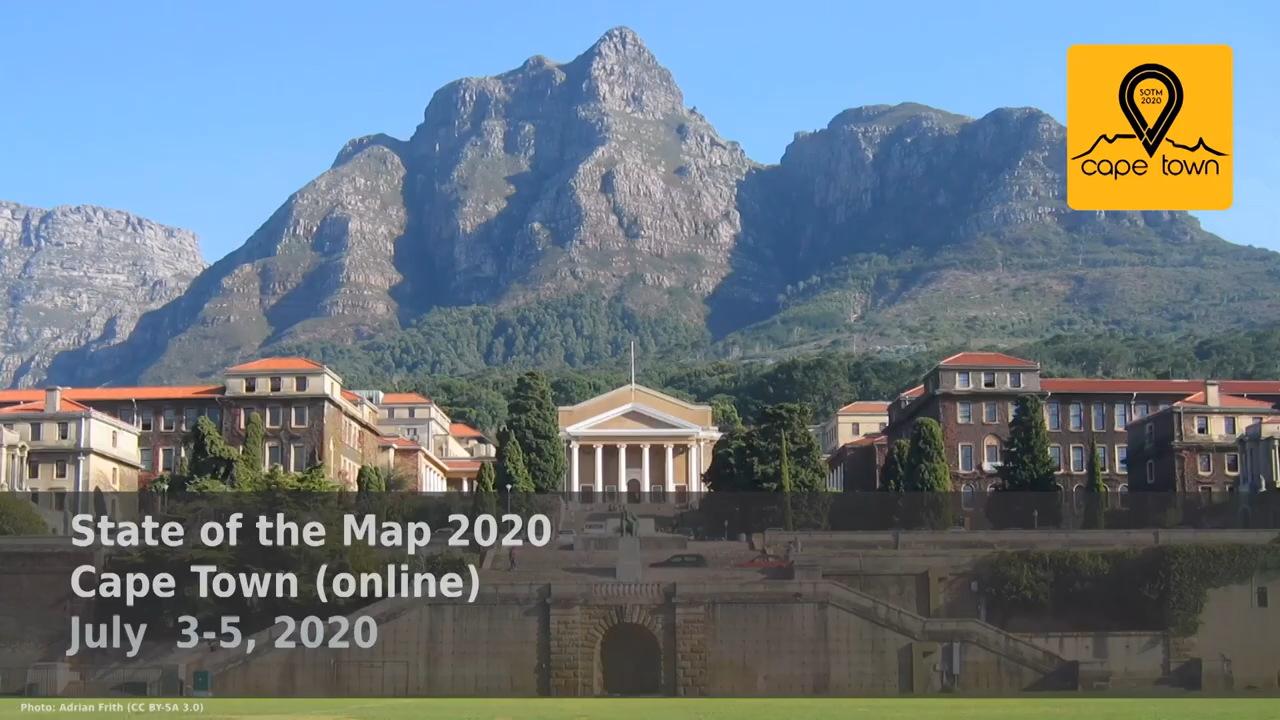 SOTM
2020
cape town
State of the Map 2020
Cape Town (online)
July 3-5, 2020
Photo: Adrian Frith (CC BY-SA 3.0)